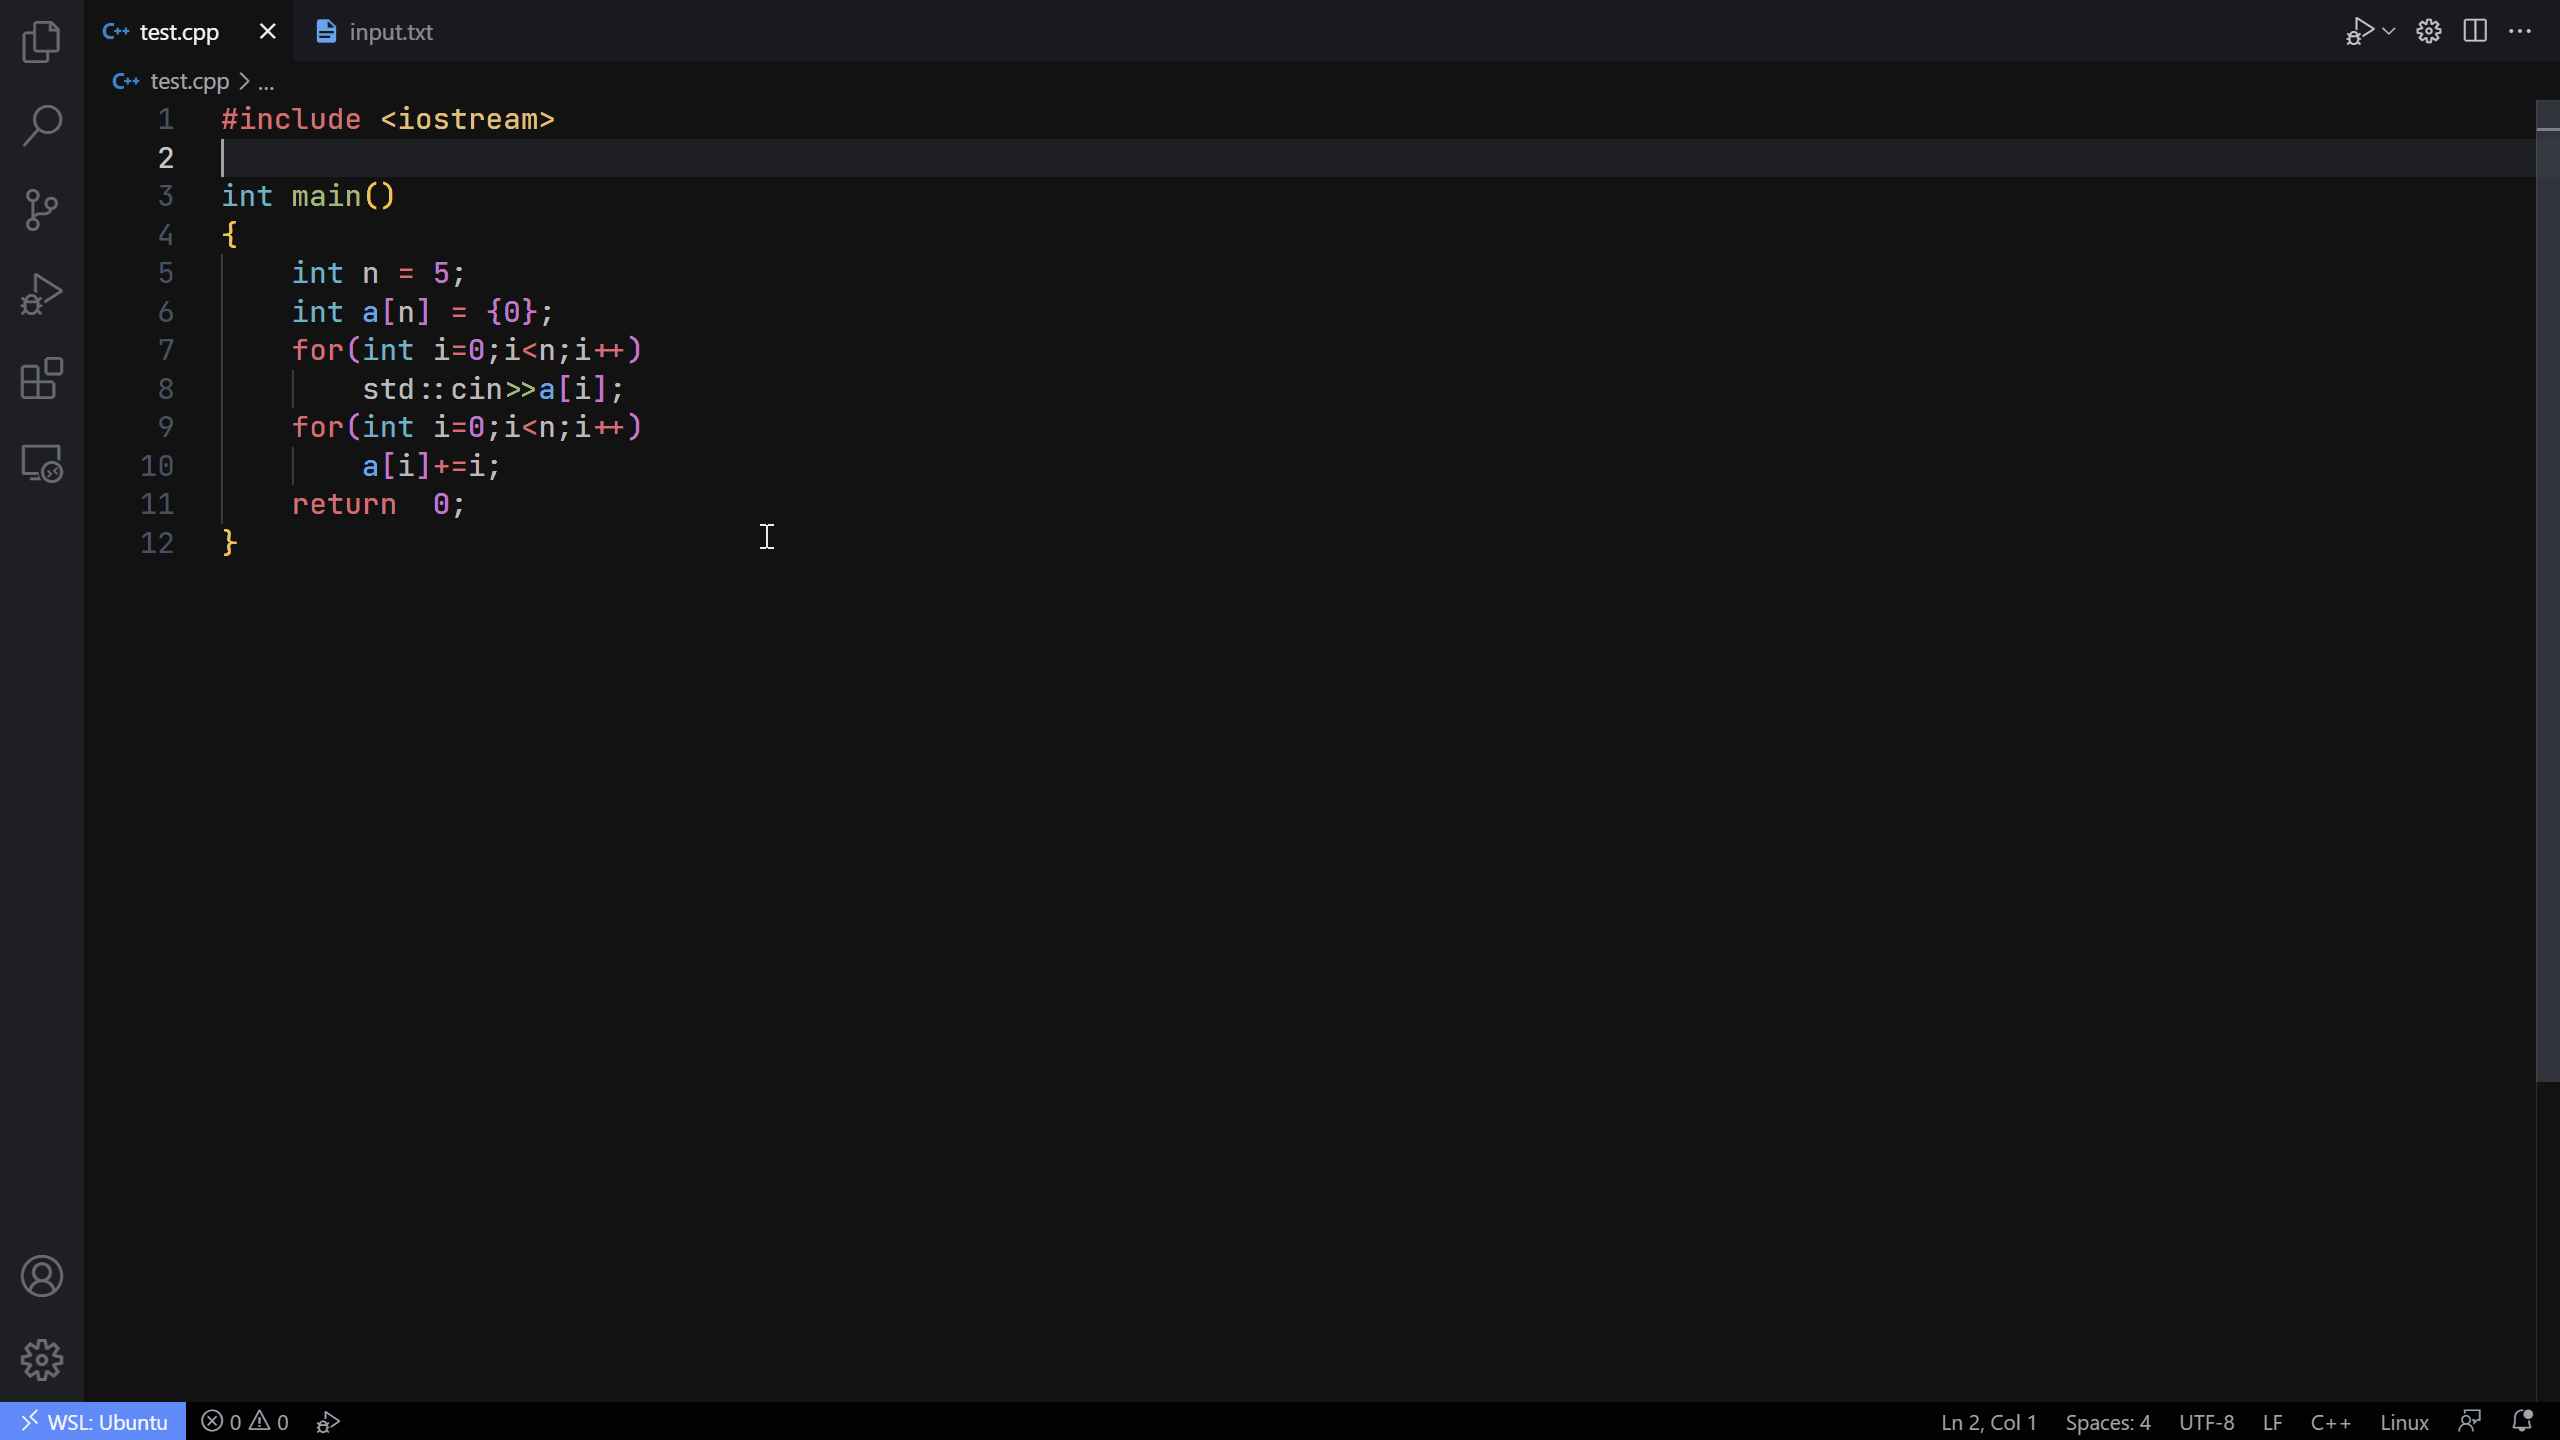 C++ test.cpp
input.txt
C++ test.cpp > ...
1 #include <iostream>
2
3 int main()
4 {
5     int n = 5;
6     int a[n] = {0};
7     for(int i=0;i<n;i++)
8         std::cin>>a[i];
9     for(int i=0;i<n;i++)
10         a[i]+=i;
11     return  0;
12 }
WSL: Ubuntu 0 0 Ln 2, Col 1 Spaces: 4 UTF-8 LF C++ Linux